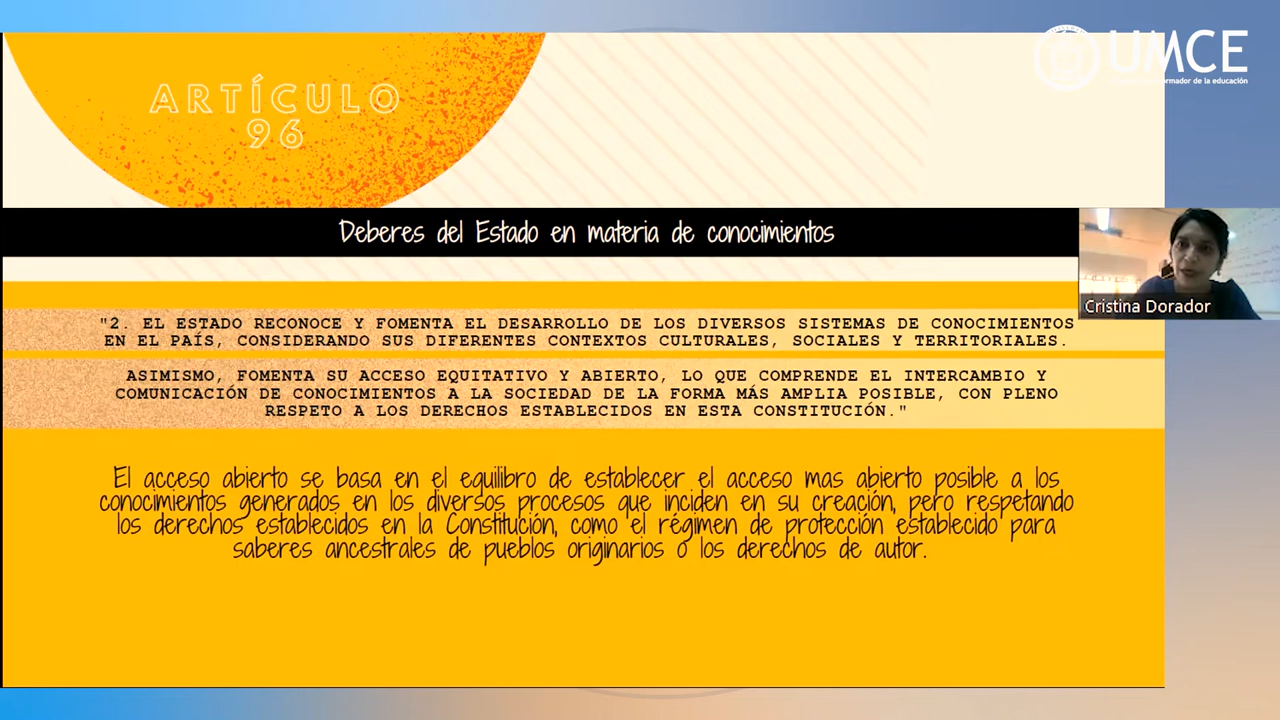 ARTÍCULO
96
UMCE
ormador de la educación
Deberes del Estado en materia de conocimientos
Cristina Dorador
"2. EL ESTADO RECONOCE Y FOMENTA EL DESARROLLO DE LOS DIVERSOS SISTEMAS DE CONOCIMIENTOS
EN EL PAÍS, CONSIDERANDO SUS DIFERENTES CONTEXTOS CULTURALES, SOCIALES Y TERRITORIALES.
ASIMISMO, FOMENTA SU ACCESO EQUITATIVO Y ABIERTO, LO QUE COMPRENDE EL INTERCAMBIO Y
COMUNICACIÓN DE CONOCIMIENTOS A LA SOCIEDAD DE LA FORMA MÁS AMPLIA POSIBLE, CON PLENO
RESPETO A LOS DERECHOS ESTABLECIDOS EN ESTA CONSTITUCIÓN."
El acceso abierto se basa en el equilibro de establecer el acceso mas abierto posible a los
conocimientos generados en los diversos procesos que inciden en su creación, pero respetando
los derechos establecidos en la Constitución, como el régimen de protección establecido para
saberes ancestrales de pueblos originarios o los derechos de autor.